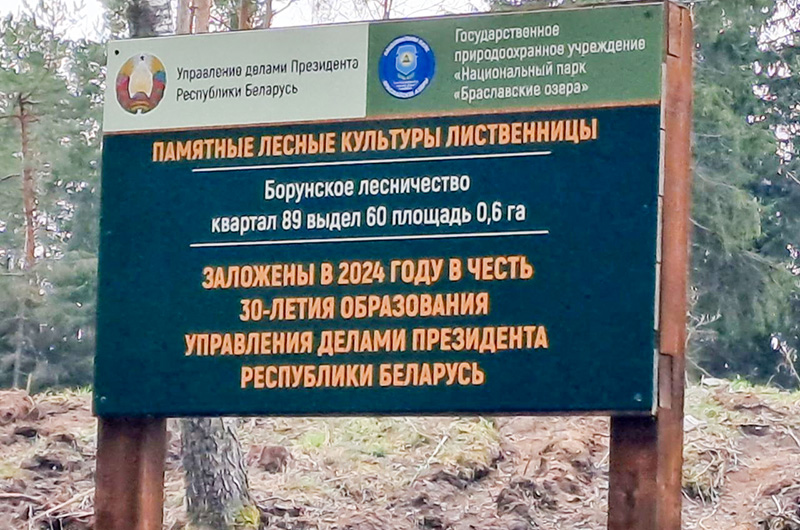 Управление делами Президента
Республики Беларусь
Государственное
природоохранное учреждение
«Национальный парк
«Браславские озера»
ПАМЯТНЫЕ ЛЕСНЫЕ КУЛЬТУРЫ ЛИСТВЕННИЦЫ
Борунское лесничество
квартал 89 выдел 60 площадь 0,6 га
ЗАЛОЖЕНЫ В 2024 ГОДУ В ЧЕСТЬ
30-ЛЕТИЯ ОБРАЗОВАНИЯ
УПРАВЛЕНИЯ ДЕЛАМИ ПРЕЗИДЕНТА
РЕСПУБЛИКИ БЕЛАРУСЬ